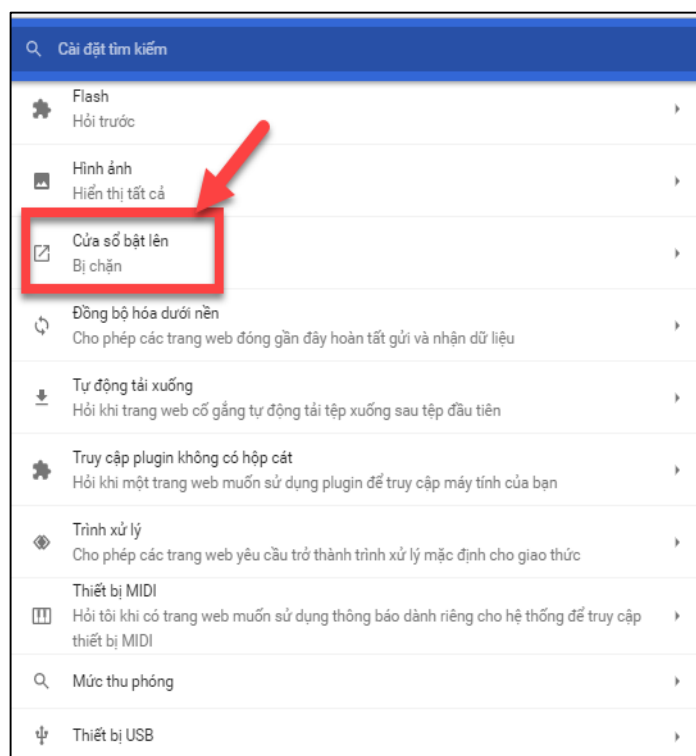 Cài đặt tìm kiếm
Flash
Hỏi trước
Hình ảnh
Hiển thị tất cả
Cửa sổ bật lên
Bị chặn
Đồng bộ hóa dưới nền
Cho phép các trang web đóng gần đây hoàn tất gửi và nhận dữ liệu
Tự động tải xuống
Hỏi khi trang web cố gắng tự động tải tệp xuống sau tệp đầu tiên
Truy cập plugin không có hộp cát
Hỏi khi một trang web muốn sử dụng plugin để truy cập máy tính của bạn
Trình xử lý
Cho phép các trang web yêu cầu trở thành trình xử lý mặc định cho giao thức
Thiết bị MIDI
Hỏi tôi khi có trang web muốn sử dụng thông báo dành riêng cho hệ thống để truy cập
thiết bị MIDI
Mức thu phóng
Thiết bị USB